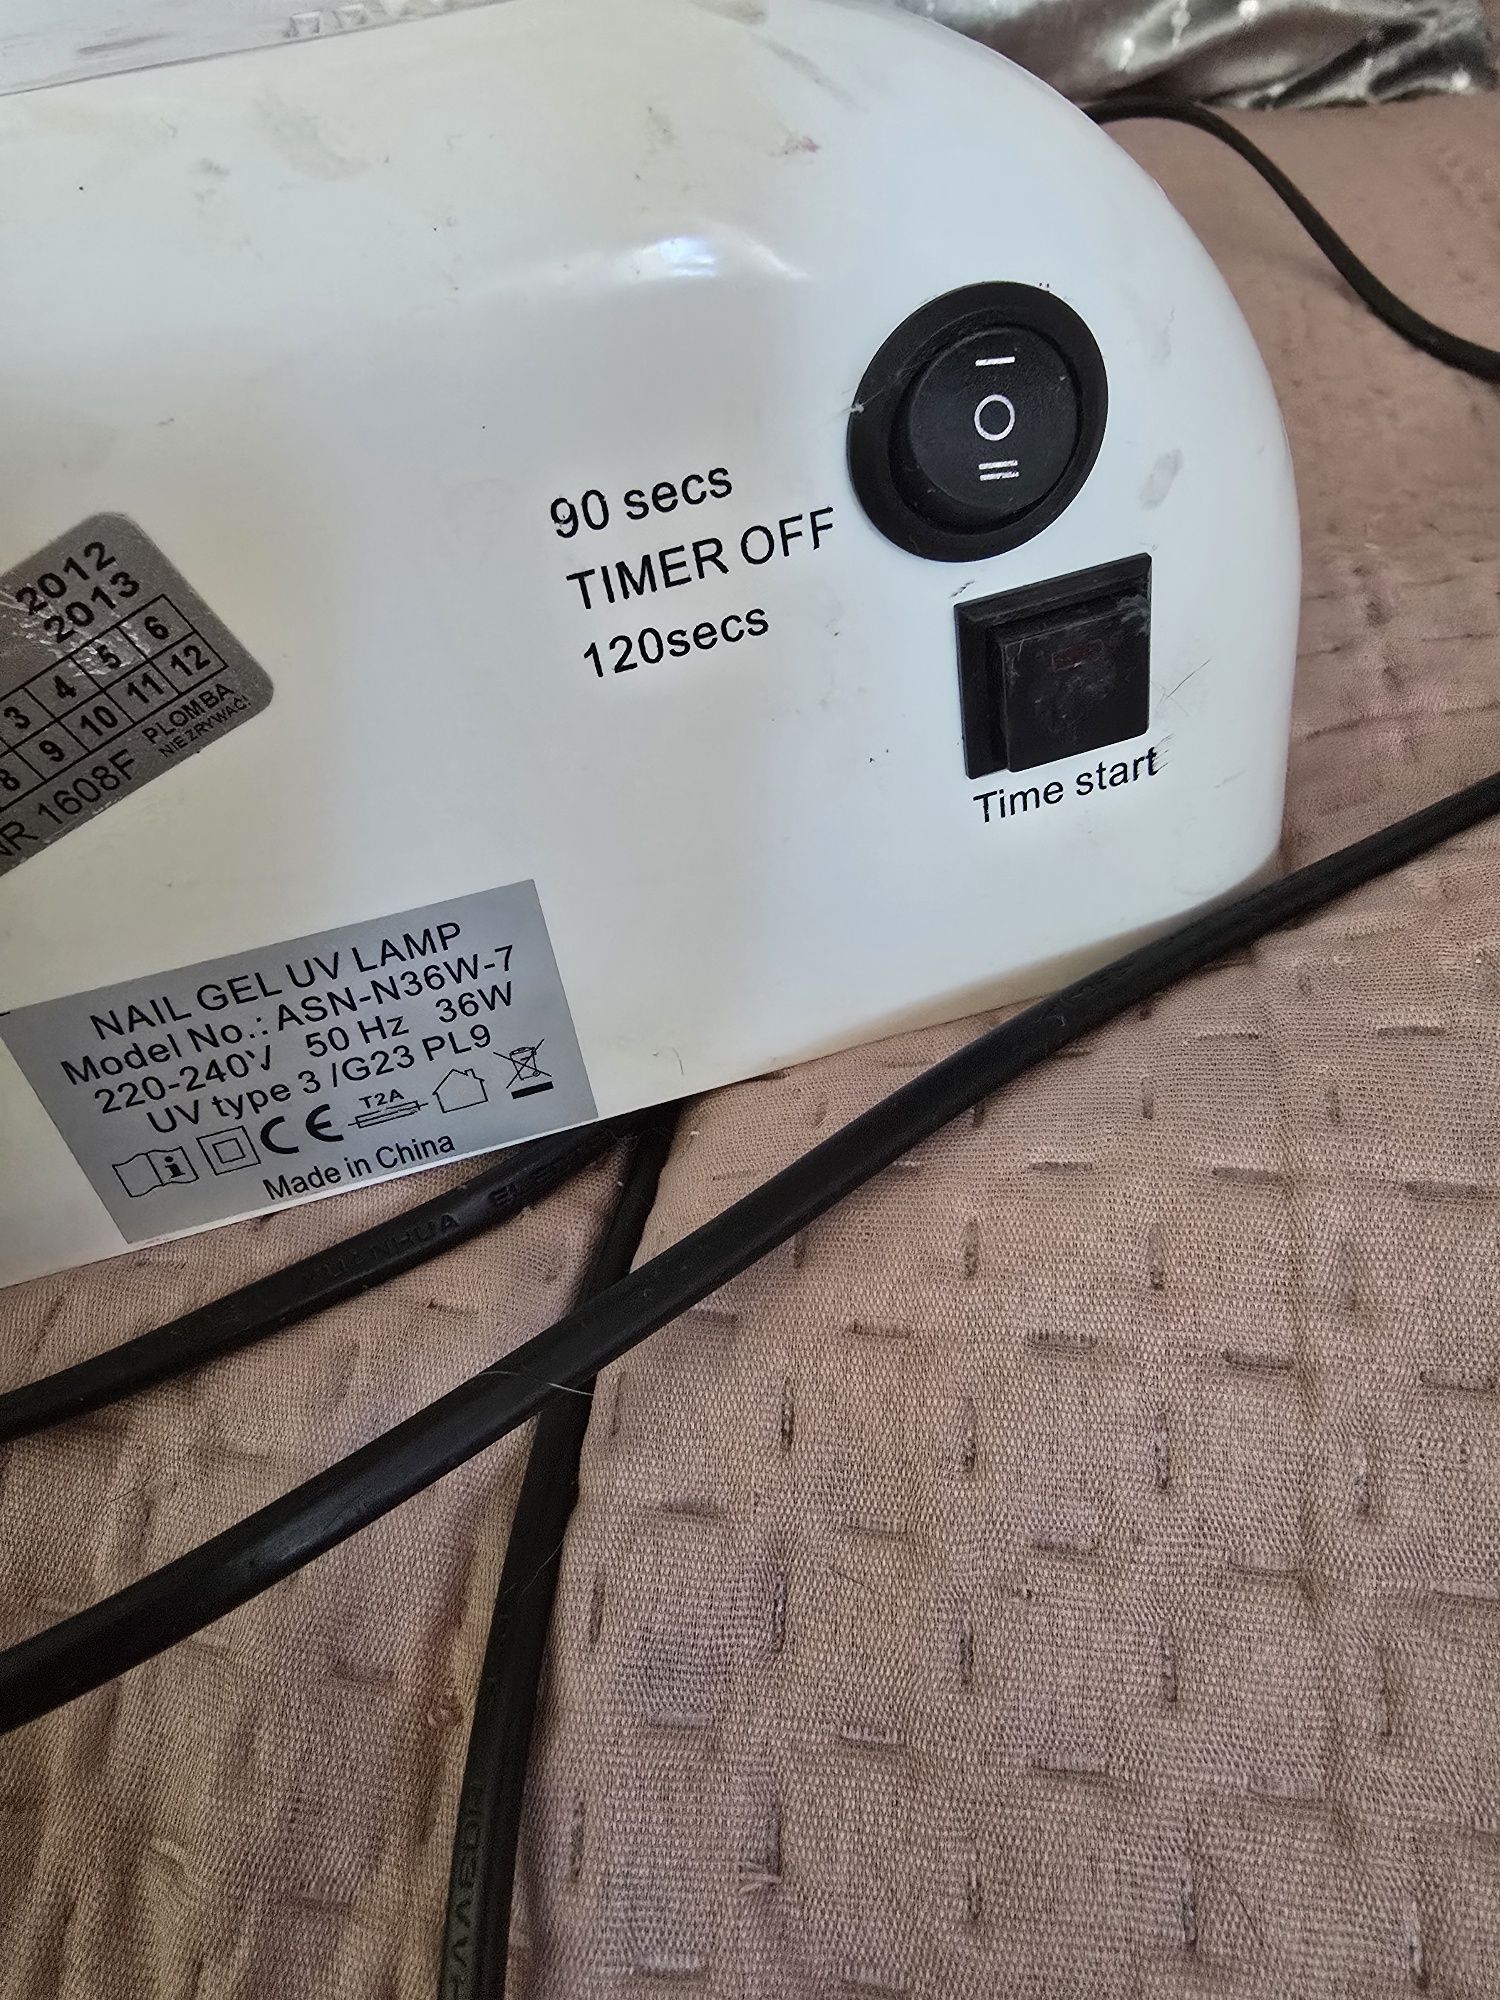 90 secs
TIMER OFF
120secs
Time start
2012
2013
3 4 5 6
8 9 10 11 12
PLOMBA
NIE ZRYWAĆ!
NR 1608F
NAIL GEL UV LAMP
Model No.: ASN-N36W-7
220-240V 50 Hz 36W
UV type 3 /G23 PL9
CE T2A
Made in China